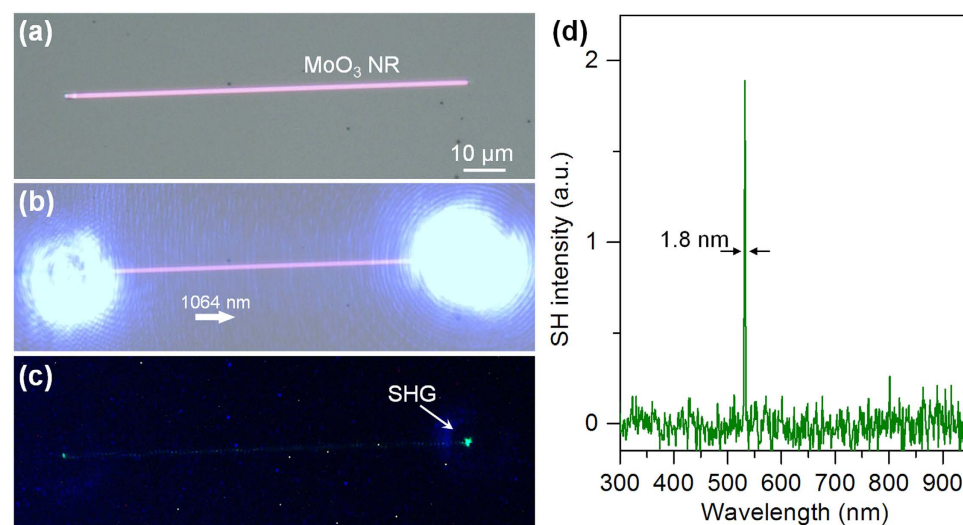 (a)
MoO₃ NR
10 μm
(b)
1064 nm
(c)
SHG
(d)
2
1
0
1.8 nm
SH intensity (a.u.)
300 400 500 600 700 800 900
Wavelength (nm)